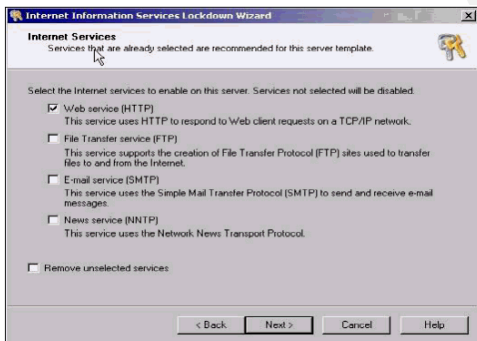 Internet Information Services Lockdown Wizard
Internet Services
Services that are already selected are recommended for this server template.
Select the Internet services to enable on this server. Services not selected will be disabled.
Web service (HTTP)
This service uses HTTP to respond to Web client requests on a TCP/IP network.
File Transfer service (FTP)
This service supports the creation of File Transfer Protocol (FTP) sites used to transfer
files to and from the Internet.
E-mail service (SMTP)
This service uses the Simple Mail Transfer Protocol (SMTP) to send and receive e-mail
messages.
News service (NNTP)
This service uses the Network News Transport Protocol.
Remove unselected services
< Back Next > Cancel Help